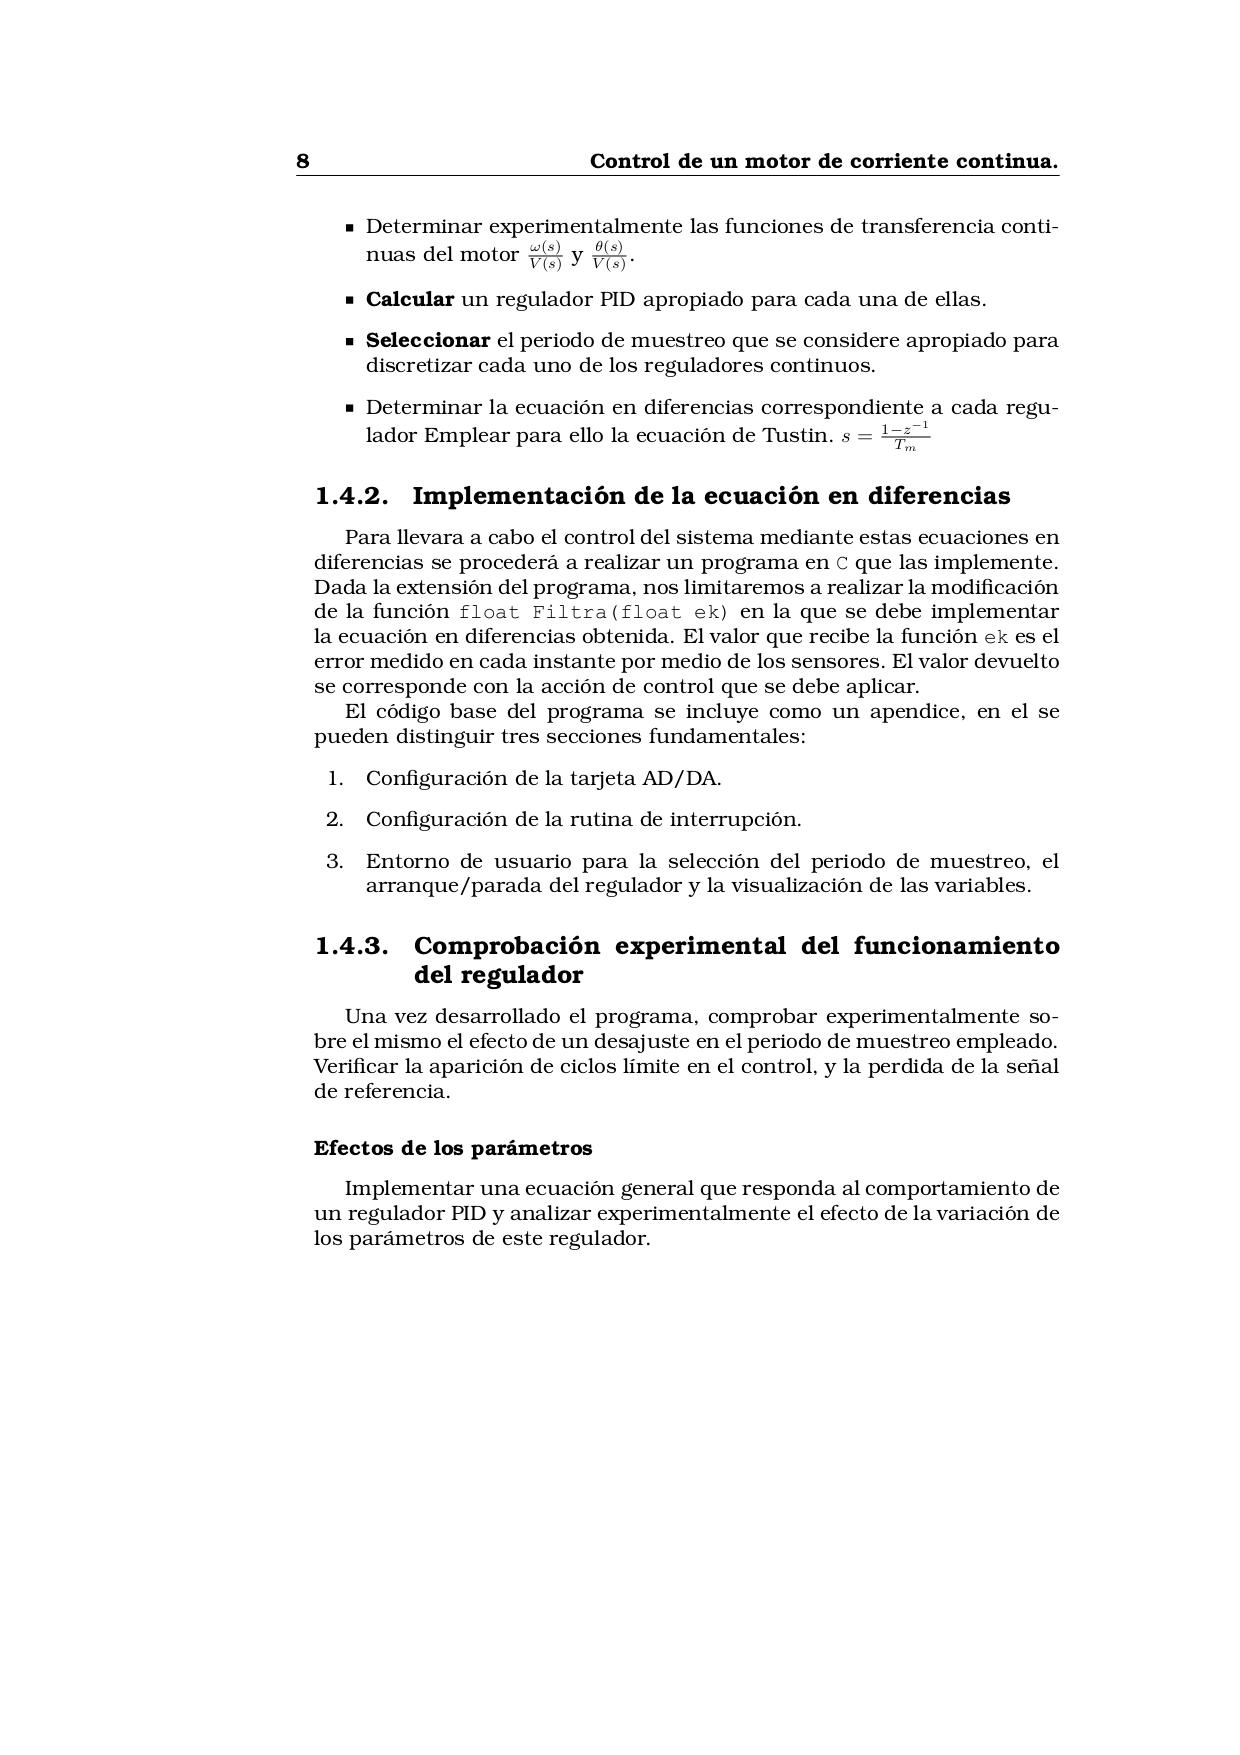 8 Control de un motor de corriente continua.
▪ Determinar experimentalmente las funciones de transferencia conti-
nuas del motor $\frac{\omega(s)}{V(s)}$ y $\frac{\theta(s)}{V(s)}$.
▪ Calcular un regulador PID apropiado para cada una de ellas.
▪ Seleccionar el periodo de muestreo que se considere apropiado para
discretizar cada uno de los reguladores continuos.
▪ Determinar la ecuación en diferencias correspondiente a cada regu-
lador Emplear para ello la ecuación de Tustin. $s = \frac{1-z^{-1}}{T_m}$
1.4.2. Implementación de la ecuación en diferencias
Para llevara a cabo el control del sistema mediante estas ecuaciones en
diferencias se procederá a realizar un programa en C que las implemente.
Dada la extensión del programa, nos limitaremos a realizar la modificación
de la función float Filtra(float ek) en la que se debe implementar
la ecuación en diferencias obtenida. El valor que recibe la función ek es el
error medido en cada instante por medio de los sensores. El valor devuelto
se corresponde con la acción de control que se debe aplicar.
El código base del programa se incluye como un apendice, en el se
pueden distinguir tres secciones fundamentales:
1. Configuración de la tarjeta AD/DA.
2. Configuración de la rutina de interrupción.
3. Entorno de usuario para la selección del periodo de muestreo, el
arranque/parada del regulador y la visualización de las variables.
1.4.3. Comprobación experimental del funcionamiento
del regulador
Una vez desarrollado el programa, comprobar experimentalmente so-
bre el mismo el efecto de un desajuste en el periodo de muestreo empleado.
Verificar la aparición de ciclos límite en el control, y la perdida de la señal
de referencia.
Efectos de los parámetros
Implementar una ecuación general que responda al comportamiento de
un regulador PID y analizar experimentalmente el efecto de la variación de
los parámetros de este regulador.